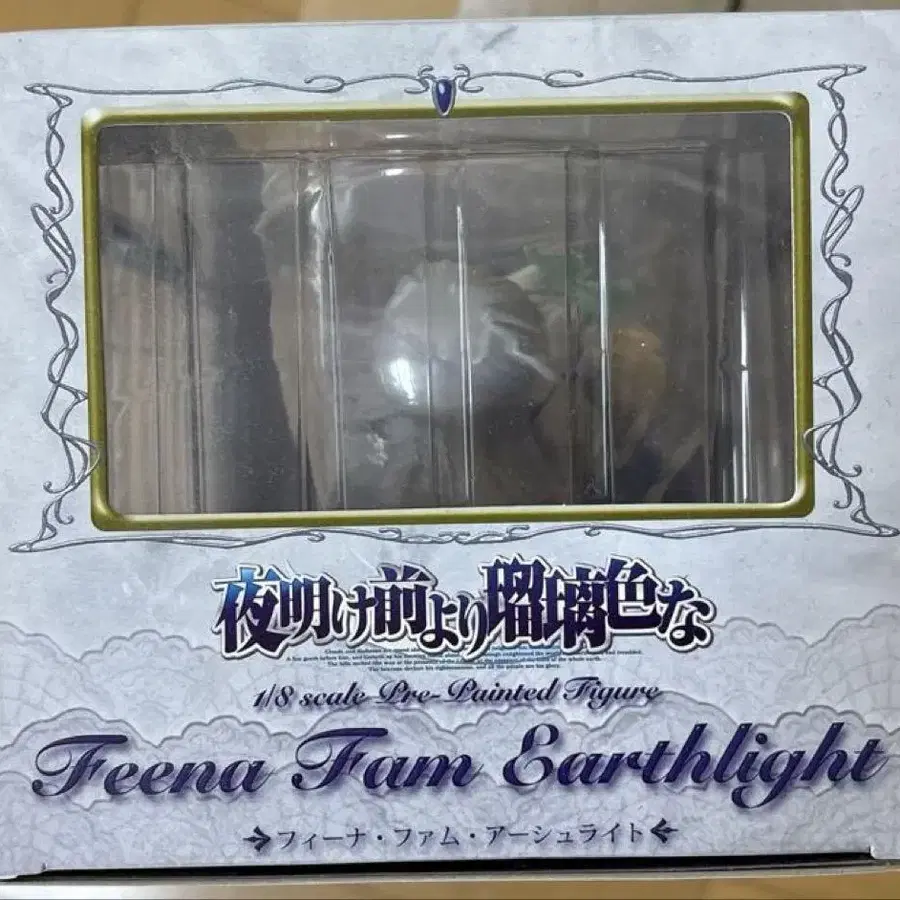 夜明け前より瑠璃色な
1/8 scale Pre-Painted Figure
Feena Fam Earthlight
フィーナ・ファム・アーシュライト